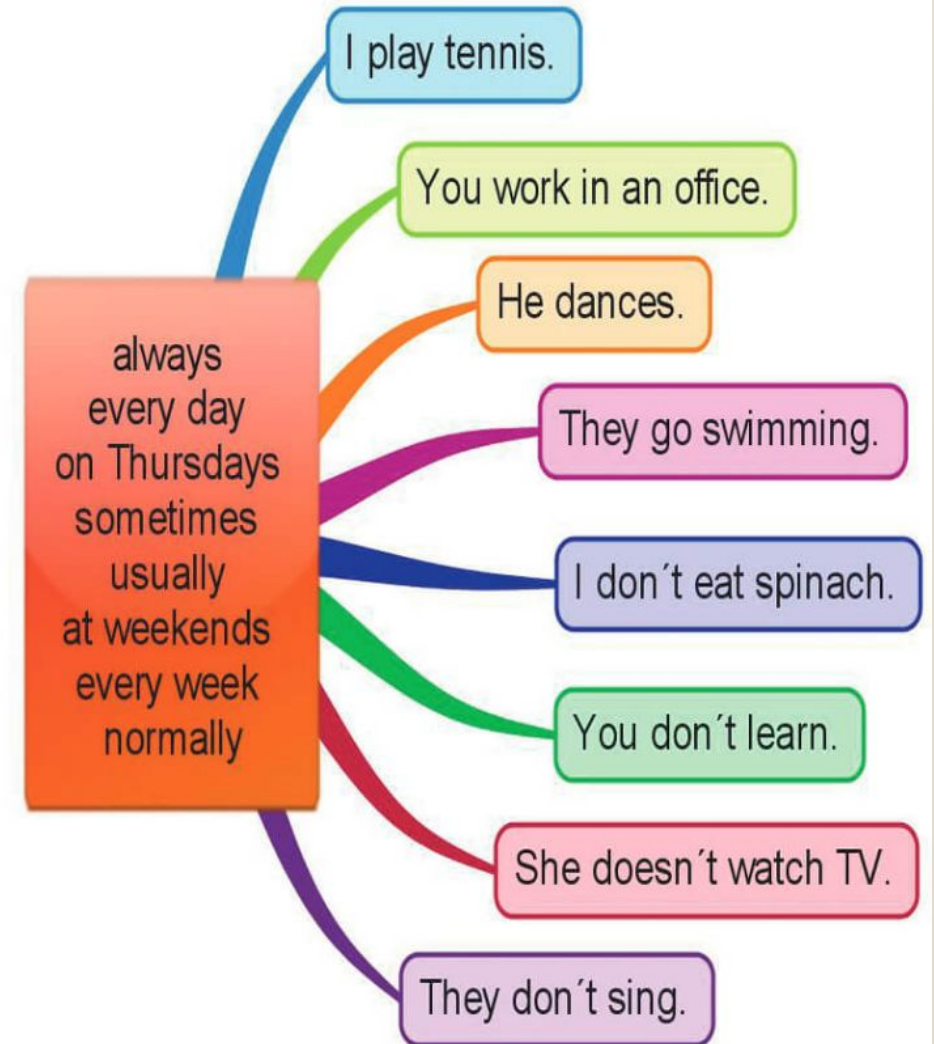 I play tennis.
You work in an office.
He dances.
always
every day
on Thursdays
sometimes
usually
at weekends
every week
normally
They go swimming.
I don´t eat spinach.
You don´t learn.
She doesn´t watch TV.
They don´t sing.